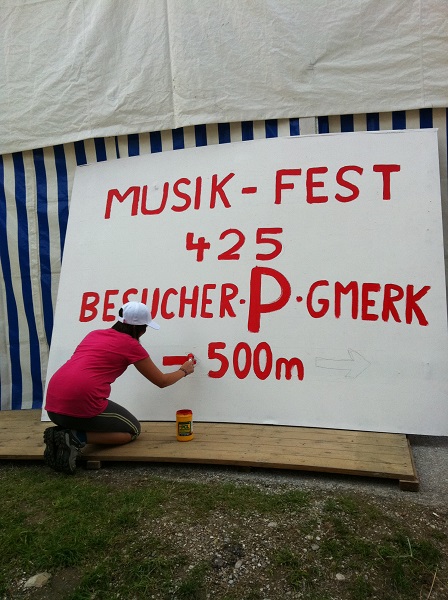 MUSIK-FEST
425
BESUCHER·P·GMERK
- 500m